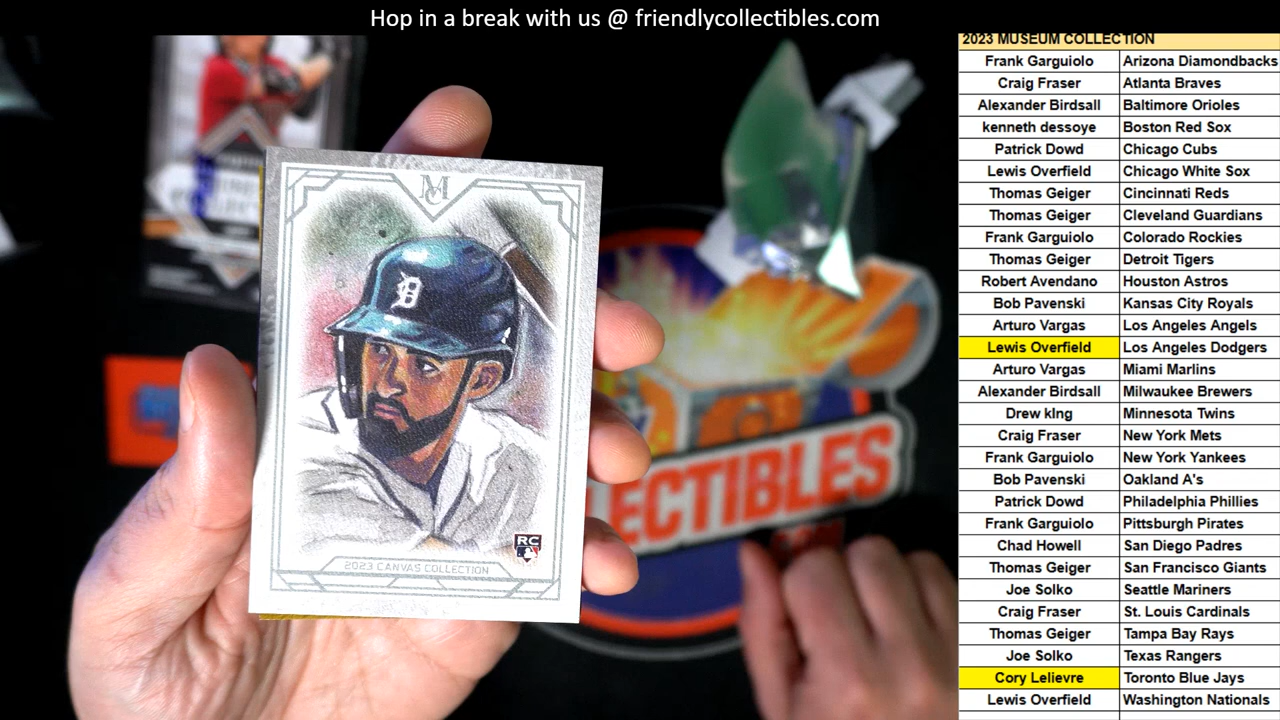 Hop in a break with us @ friendlycollectibles.com
2023 MUSEUM COLLECTION
Frank Garguiolo Arizona Diamondbacks
Craig Fraser Atlanta Braves
Alexander Birdsall Baltimore Orioles
kenneth dessoye Boston Red Sox
Patrick Dowd Chicago Cubs
Lewis Overfield Chicago White Sox
Thomas Geiger Cincinnati Reds
Thomas Geiger Cleveland Guardians
Frank Garguiolo Colorado Rockies
Thomas Geiger Detroit Tigers
Robert Avendano Houston Astros
Bob Pavenski Kansas City Royals
Arturo Vargas Los Angeles Angels
Lewis Overfield Los Angeles Dodgers
Arturo Vargas Miami Marlins
Alexander Birdsall Milwaukee Brewers
Drew kIng Minnesota Twins
Craig Fraser New York Mets
Frank Garguiolo New York Yankees
Bob Pavenski Oakland A's
Patrick Dowd Philadelphia Phillies
Frank Garguiolo Pittsburgh Pirates
Chad Howell San Diego Padres
Thomas Geiger San Francisco Giants
Joe Solko Seattle Mariners
Craig Fraser St. Louis Cardinals
Thomas Geiger Tampa Bay Rays
Joe Solko Texas Rangers
Cory Lelievre Toronto Blue Jays
Lewis Overfield Washington Nationals
MC
D
RC
2023 CANVAS COLLECTION
LECTIBLES